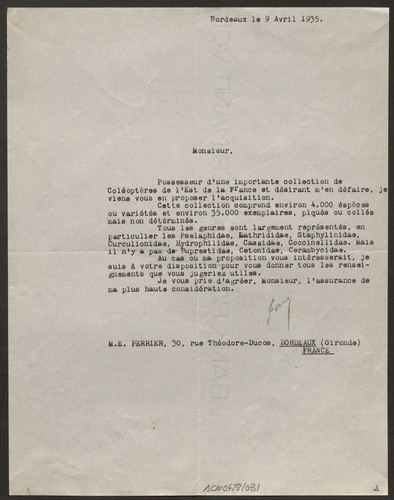 Bordeaux le 9 Avril 1935.
Monsieur,
Possesseur d'une importante collection de
Coléoptères de l'Est de la France et désirant m'en défaire, je
viens vous en proposer l'acquisition.
Cette collection comprend environ 4.000 éspèces
ou variétés et environ 35.000 exemplaires, piqués ou collés
mais non déterminés.
Tous les genres sont largement représentés, en
particulier les Pselaphidae, Lathrididae, Staphylinidae,
Curculionidae, Hydrophilidae, Cassidae, Coccinellidae. Mais
il n'y a pas de Buprestidae, Cetonidae, Cerambycidae.
Au cas ou ma proposition vous intéresserait, je
suis à votre disposition pour vous donner tous les rensei-
gnements que vous jugeriez utiles.
Je vous prie d'agréer, Monsieur, l'assurance de
ma plus haute considération.
M.E. PERRIER, 30, rue Théodore-Ducos, BORDEAUX (Gironde)
FRANCE
ACM0428/031